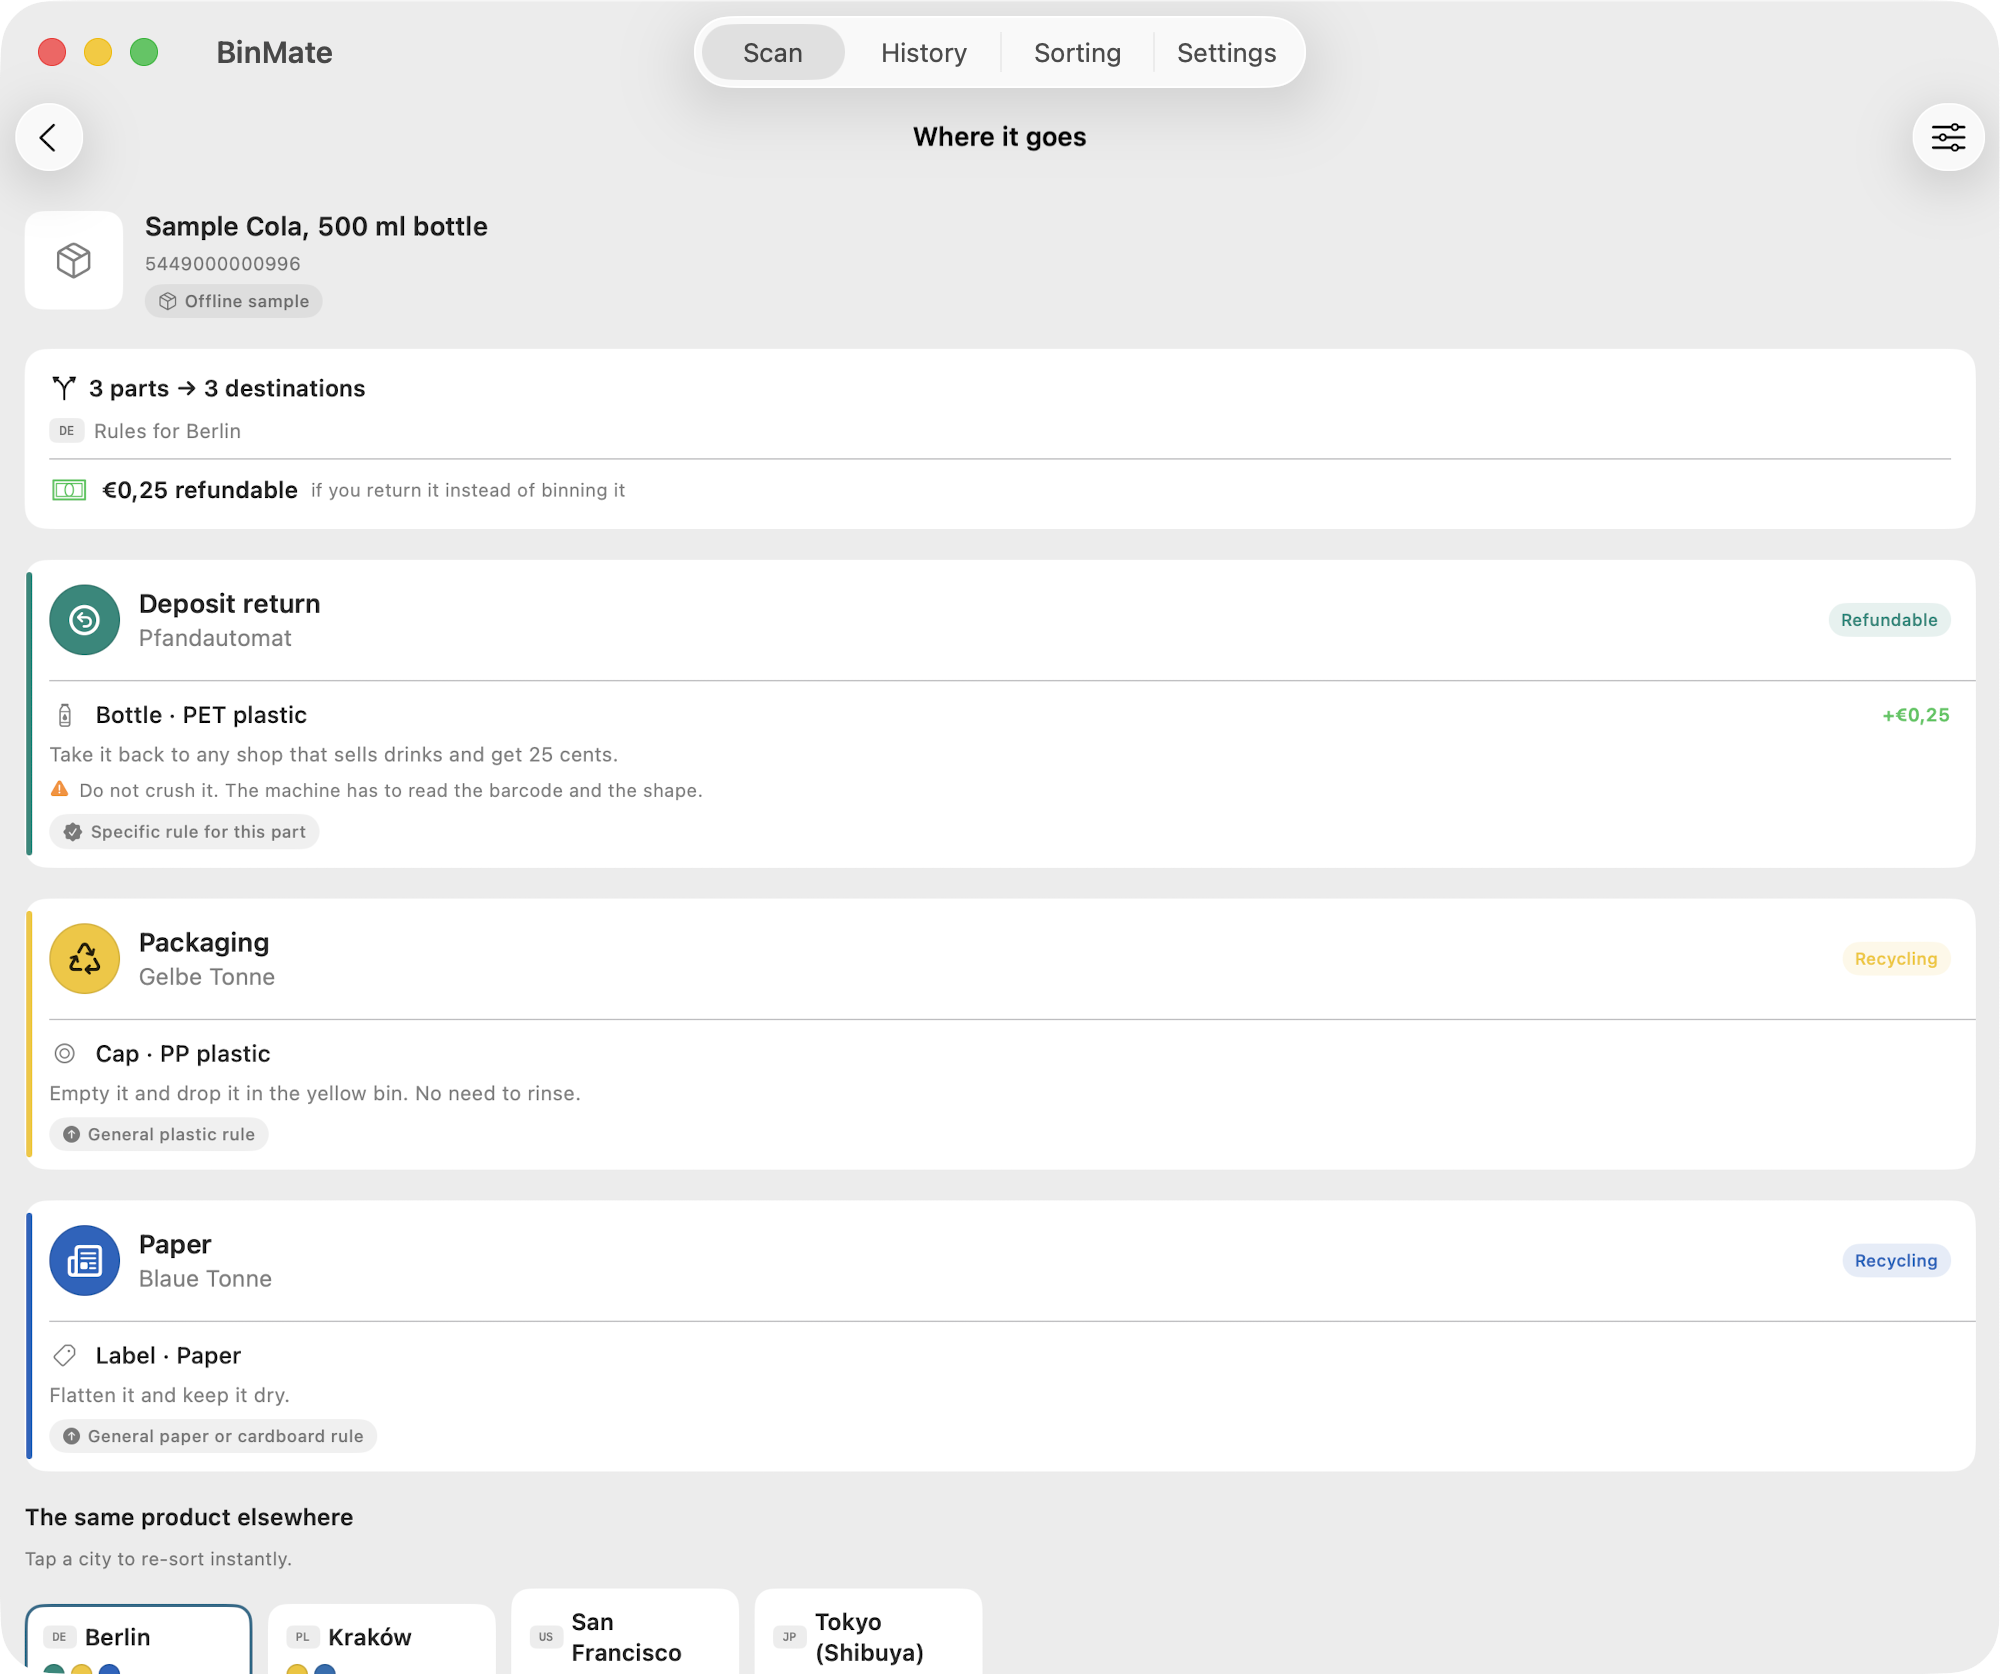 BinMate
Scan
History
Sorting
Settings
Where it goes
Sample Cola, 500 ml bottle
5449000000996
Offline sample
3 parts → 3 destinations
DE Rules for Berlin
€0,25 refundable if you return it instead of binning it
Deposit return
Pfandautomat
Refundable
Bottle · PET plastic
+€0,25
Take it back to any shop that sells drinks and get 25 cents.
Do not crush it. The machine has to read the barcode and the shape.
Specific rule for this part
Packaging
Gelbe Tonne
Recycling
Cap · PP plastic
Empty it and drop it in the yellow bin. No need to rinse.
General plastic rule
Paper
Blaue Tonne
Recycling
Label · Paper
Flatten it and keep it dry.
General paper or cardboard rule
The same product elsewhere
Tap a city to re-sort instantly.
DE Berlin
PL Kraków
US San
Francisco
JP Tokyo
(Shibuya)